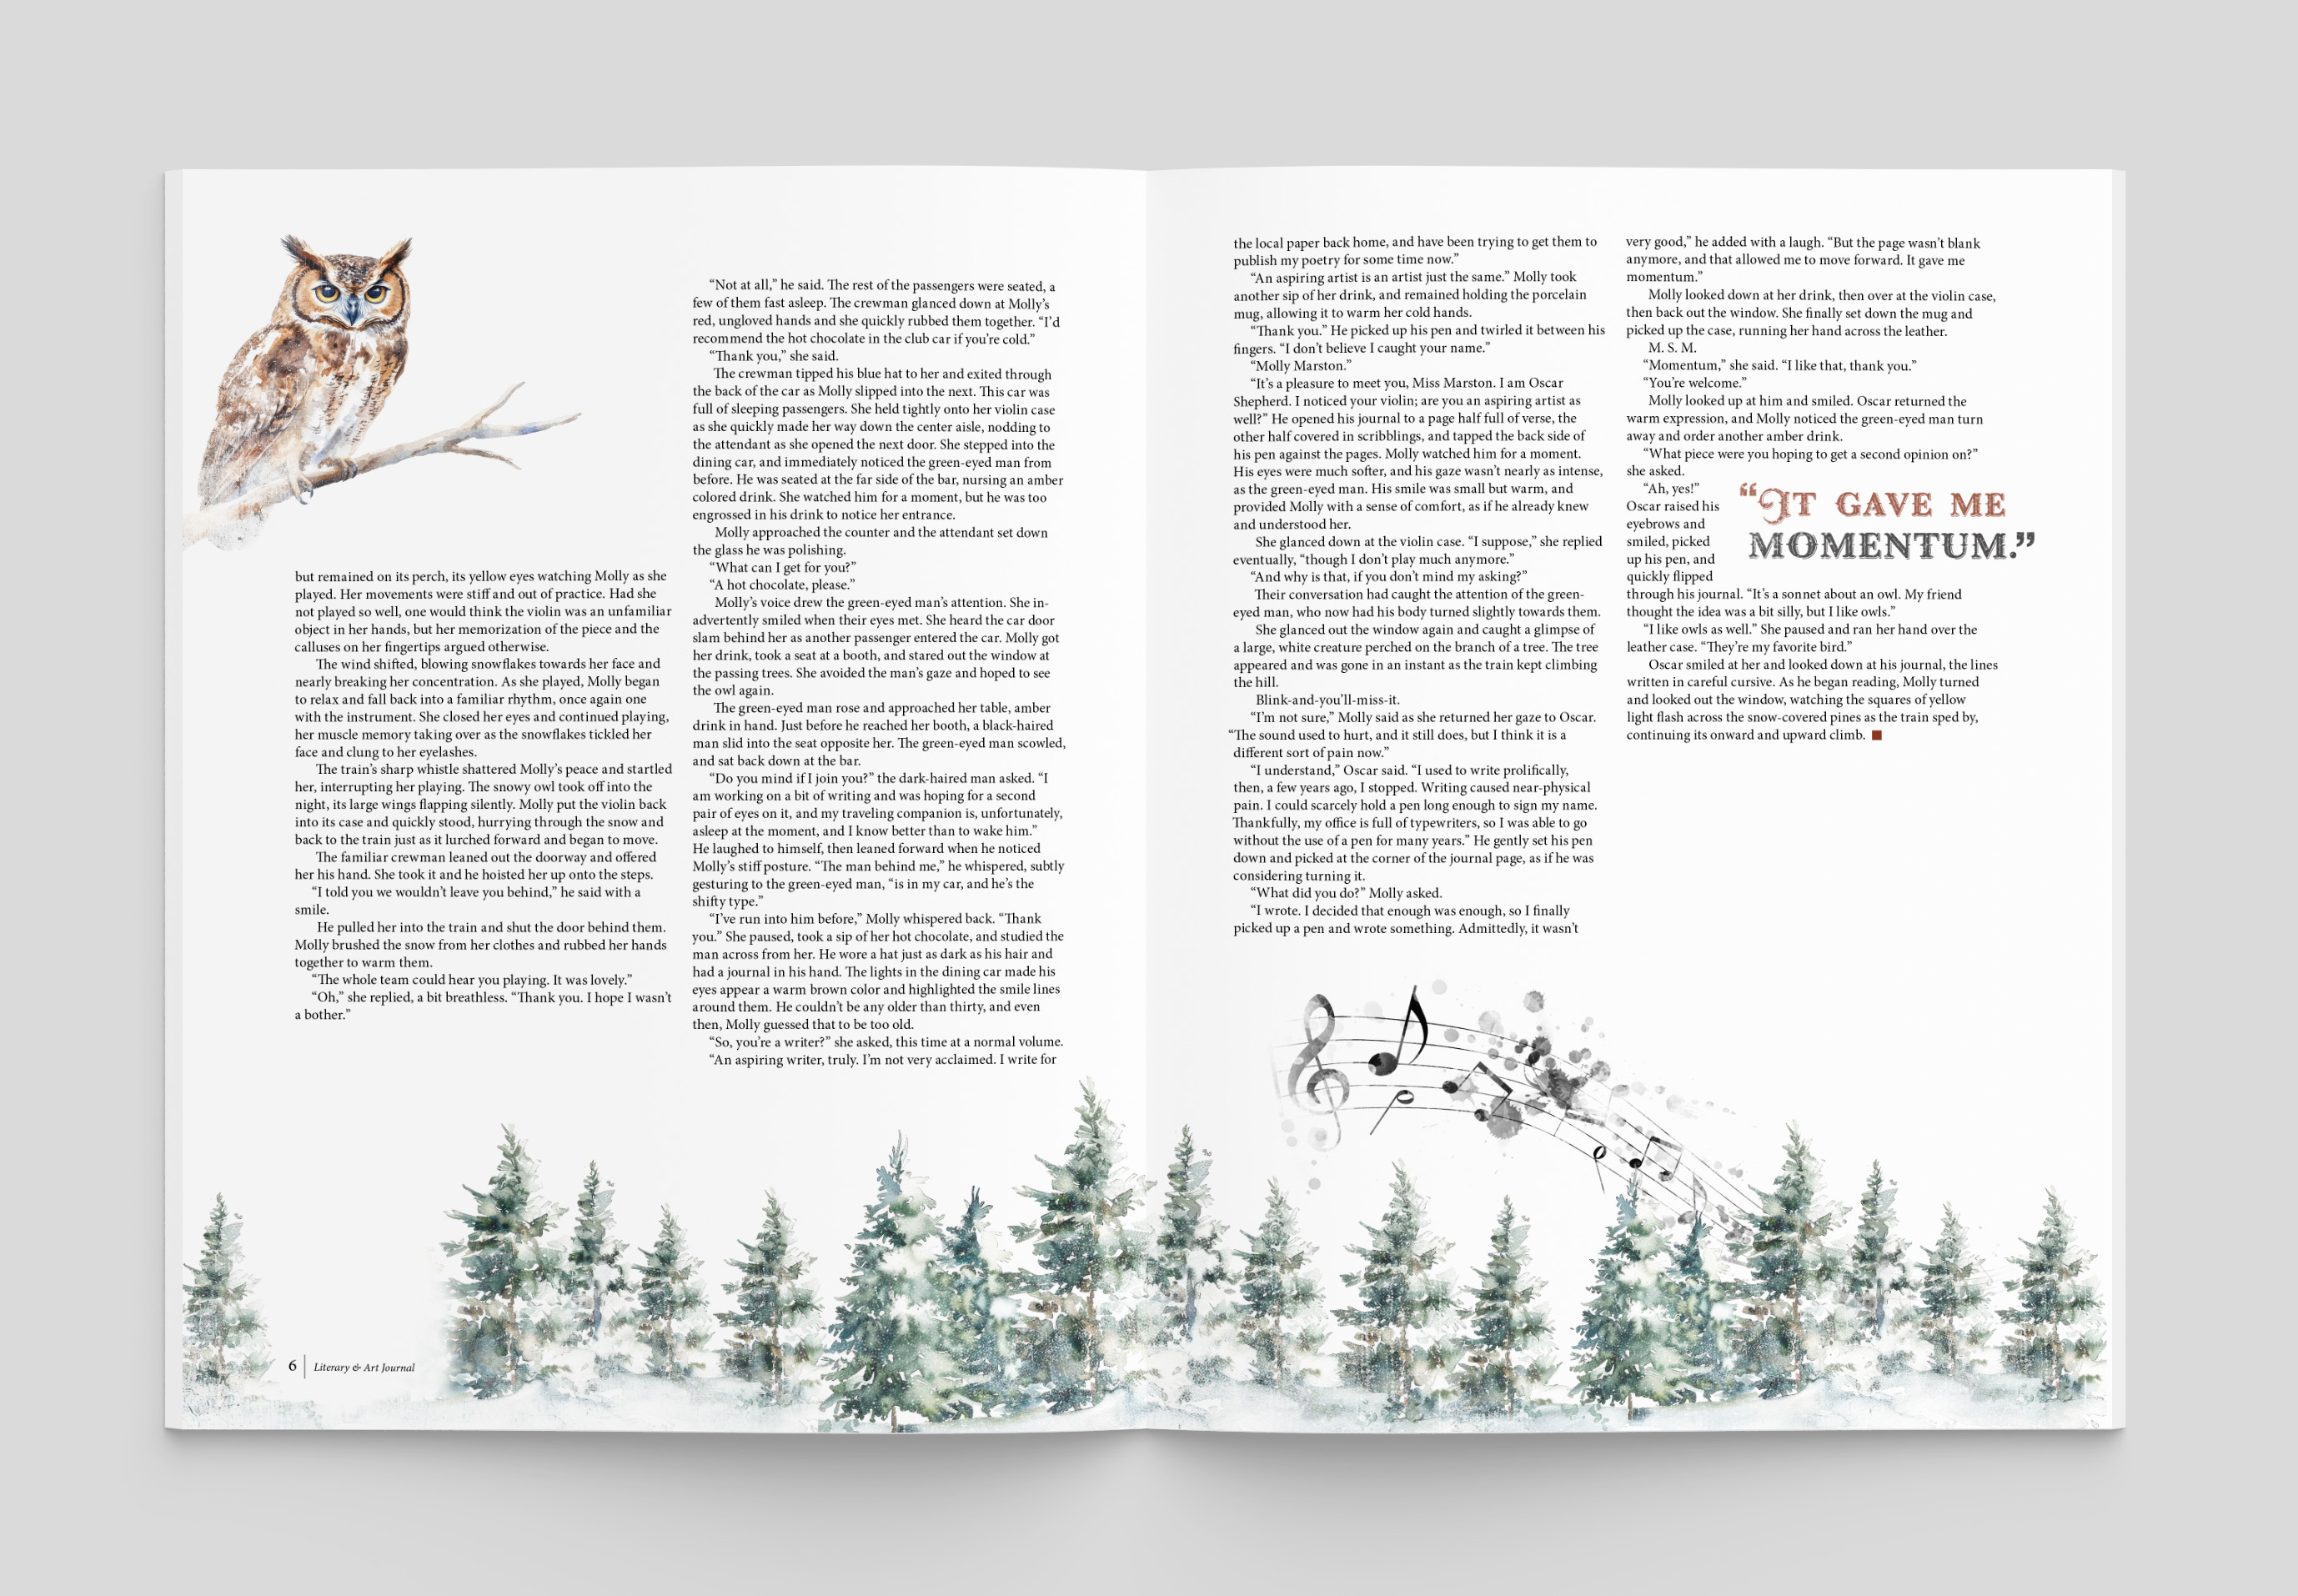 but remained on its perch, its yellow eyes watching Molly as she
played. Her movements were stiff and out of practice. Had she
not played so well, one would think the violin was an unfamiliar
object in her hands, but her memorization of the piece and the
calluses on her fingertips argued otherwise.
The wind shifted, blowing snowflakes towards her face and
nearly breaking her concentration. As she played, Molly began
to relax and fall back into a familiar rhythm, once again one
with the instrument. She closed her eyes and continued playing,
her muscle memory taking over as the snowflakes tickled her
face and clung to her eyelashes.
The train’s sharp whistle shattered Molly’s peace and startled
her, interrupting her playing. The snowy owl took off into the
night, its large wings flapping silently. Molly put the violin back
into its case and quickly stood, hurrying through the snow and
back to the train just as it lurched forward and began to move.
The familiar crewman leaned out the doorway and offered
her his hand. She took it and he hoisted her up onto the steps.
“I told you we wouldn’t leave you behind,” he said with a
smile.
He pulled her into the train and shut the door behind them.
Molly brushed the snow from her clothes and rubbed her hands
together to warm them.
“The whole team could hear you playing. It was lovely.”
“Oh,” she replied, a bit breathless. “Thank you. I hope I wasn’t
a bother.”
“Not at all,” he said. The rest of the passengers were seated, a
few of them fast asleep. The crewman glanced down at Molly’s
red, ungloved hands and she quickly rubbed them together. “I’d
recommend the hot chocolate in the club car if you’re cold.”
“Thank you,” she said.
The crewman tipped his blue hat to her and exited through
the back of the car as Molly slipped into the next. This car was
full of sleeping passengers. She held tightly onto her violin case
as she quickly made her way down the center aisle, nodding to
the attendant as she opened the next door. She stepped into the
dining car, and immediately noticed the green-eyed man from
before. He was seated at the far side of the bar, nursing an amber
colored drink. She watched him for a moment, but he was too
engrossed in his drink to notice her entrance.
Molly approached the counter and the attendant set down
the glass he was polishing.
“What can I get for you?”
“A hot chocolate, please.”
Molly’s voice drew the green-eyed man’s attention. She in-
advertently smiled when their eyes met. She heard the car door
slam behind her as another passenger entered the car. Molly got
her drink, took a seat at a booth, and stared out the window at
the passing trees. She avoided the man’s gaze and hoped to see
the owl again.
The green-eyed man rose and approached her table, amber
drink in hand. Just before he reached her booth, a black-haired
man slid into the seat opposite her. The green-eyed man scowled,
and sat back down at the bar.
“Do you mind if I join you?” the dark-haired man asked. “I
am working on a bit of writing and was hoping for a second
pair of eyes on it, and my traveling companion is, unfortunately,
asleep at the moment, and I know better than to wake him.”
He laughed to himself, then leaned forward when he noticed
Molly’s stiff posture. “The man behind me,” he whispered, subtly
gesturing to the green-eyed man, “is in my car, and he’s the
shifty type.”
“I’ve run into him before,” Molly whispered back. “Thank
you.” She paused, took a sip of her hot chocolate, and studied the
man across from her. He wore a hat just as dark as his hair and
had a journal in his hand. The lights in the dining car made his
eyes appear a warm brown color and highlighted the smile lines
around them. He couldn’t be any older than thirty, and even
then, Molly guessed that to be too old.
“So, you’re a writer?” she asked, this time at a normal volume.
“An aspiring writer, truly. I’m not very acclaimed. I write for
6 | Literary & Art Journal
the local paper back home, and have been trying to get them to
publish my poetry for some time now.”
“An aspiring artist is an artist just the same.” Molly took
another sip of her drink, and remained holding the porcelain
mug, allowing it to warm her cold hands.
“Thank you.” He picked up his pen and twirled it between his
fingers. “I don’t believe I caught your name.”
“Molly Marston.”
“It’s a pleasure to meet you, Miss Marston. I am Oscar
Shepherd. I noticed your violin; are you an aspiring artist as
well?” He opened his journal to a page half full of verse, the
other half covered in scribblings, and tapped the back side of
his pen against the pages. Molly watched him for a moment.
His eyes were much softer, and his gaze wasn’t nearly as intense,
as the green-eyed man. His smile was small but warm, and
provided Molly with a sense of comfort, as if he already knew
and understood her.
She glanced down at the violin case. “I suppose,” she replied
eventually, “though I don’t play much anymore.”
“And why is that, if you don’t mind my asking?”
Their conversation had caught the attention of the green-
eyed man, who now had his body turned slightly towards them.
She glanced out the window again and caught a glimpse of
a large, white creature perched on the branch of a tree. The tree
appeared and was gone in an instant as the train kept climbing
the hill.
Blink-and-you’ll-miss-it.
“I’m not sure,” Molly said as she returned her gaze to Oscar.
“The sound used to hurt, and it still does, but I think it is a
different sort of pain now.”
“I understand,” Oscar said. “I used to write prolifically,
then, a few years ago, I stopped. Writing caused near-physical
pain. I could scarcely hold a pen long enough to sign my name.
Thankfully, my office is full of typewriters, so I was able to go
without the use of a pen for many years.” He gently set his pen
down and picked at the corner of the journal page, as if he was
considering turning it.
“What did you do?” Molly asked.
“I wrote. I decided that enough was enough, so I finally
picked up a pen and wrote something. Admittedly, it wasn’t
very good,” he added with a laugh. “But the page wasn’t blank
anymore, and that allowed me to move forward. It gave me
momentum.”
Molly looked down at her drink, then over at the violin case,
then back out the window. She finally set down the mug and
picked up the case, running her hand across the leather.
M. S. M.
“Momentum,” she said. “I like that, thank you.”
“You’re welcome.”
Molly looked up at him and smiled. Oscar returned the
warm expression, and Molly noticed the green-eyed man turn
away and order another amber drink.
“What piece were you hoping to get a second opinion on?”
she asked.
“Ah, yes!”
Oscar raised his
eyebrows and
smiled, picked
up his pen, and
quickly flipped
through his journal. “It’s a sonnet about an owl. My friend
thought the idea was a bit silly, but I like owls.”
“I like owls as well.” She paused and ran her hand over the
leather case. “They’re my favorite bird.”
Oscar smiled at her and looked down at his journal, the lines
written in careful cursive. As he began reading, Molly turned
and looked out the window, watching the squares of yellow
light flash across the snow-covered pines as the train sped by,
continuing its onward and upward climb.
“IT GAVE ME
MOMENTUM.”